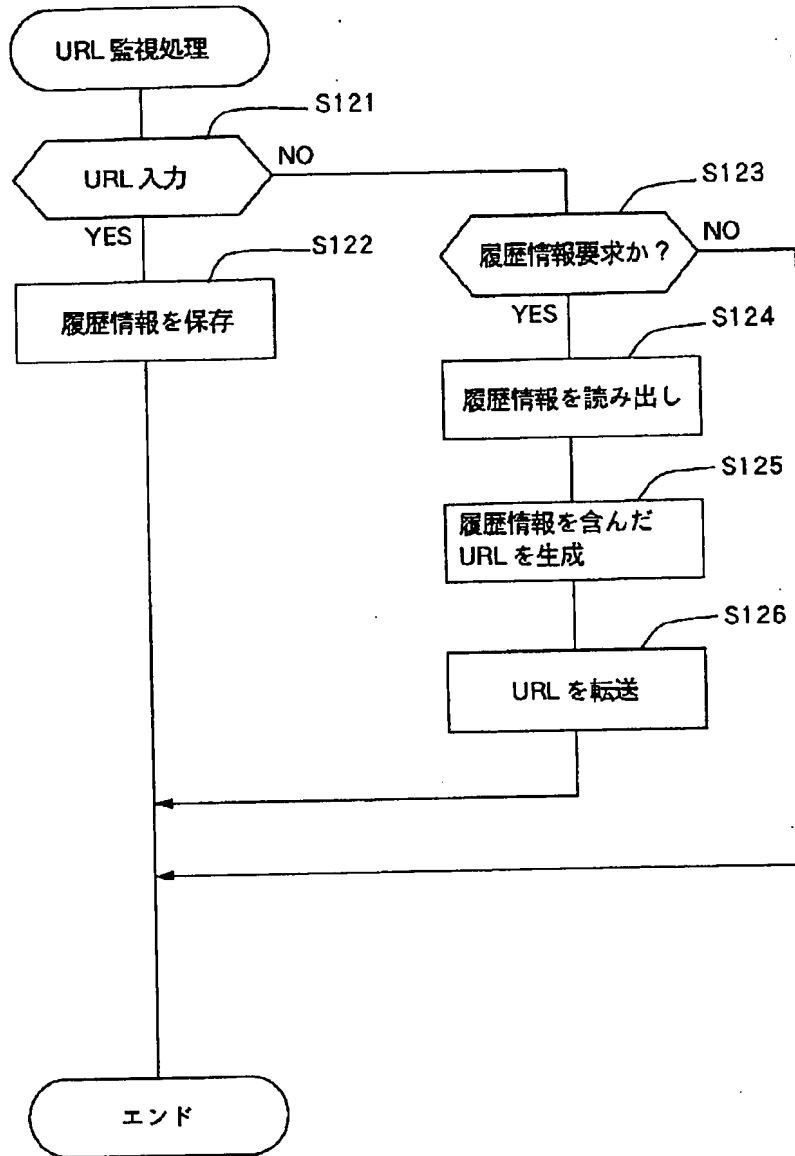 URL 監視処理
S121
URL 入力
NO
YES
S122
履歴情報を保存
S123
履歴情報要求か？
NO
YES
S124
履歴情報を読み出し
S125
履歴情報を含んだ
URL を生成
S126
URL を転送
エンド